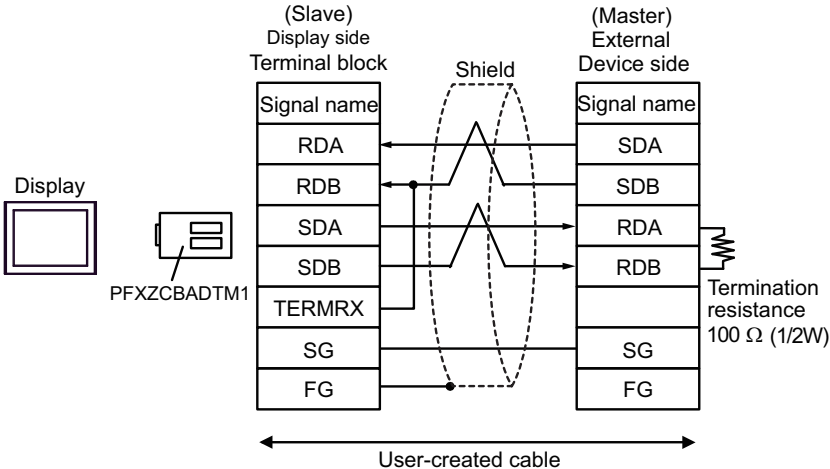 (Slave)
Display side
Terminal block
(Master)
External
Device side
Shield
Signal name
Signal name
RDA
SDA
RDB
SDB
Display
SDA
RDA
SDB
RDB
PFXZCBADTM1
TERMRX
Termination
resistance
100 Ω (1/2W)
SG
SG
FG
FG
User-created cable